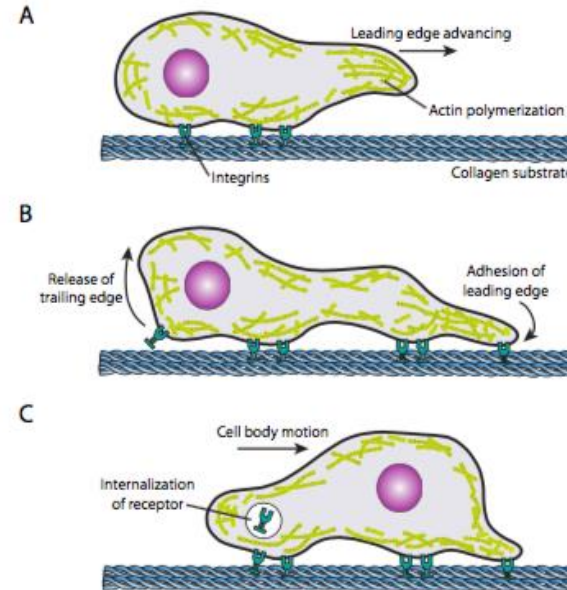 A
Leading edge advancing
Actin polymerization
Integrins
Collagen substrate
B
Release of
trailing edge
Adhesion of
leading edge
C
Cell body motion
Internalization
of receptor